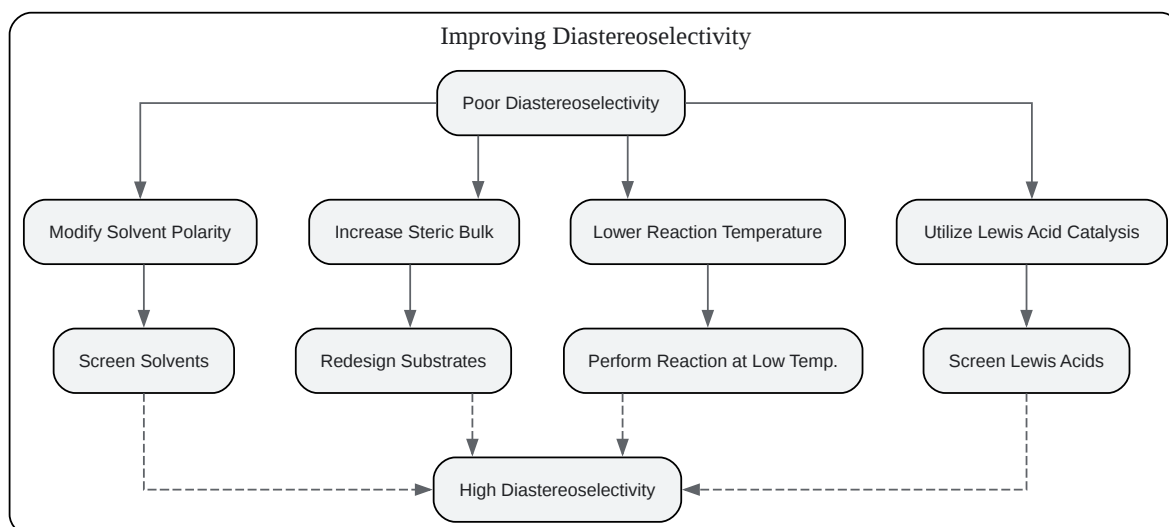 Improving Diastereoselectivity
Poor Diastereoselectivity
Modify Solvent Polarity
Increase Steric Bulk
Lower Reaction Temperature
Utilize Lewis Acid Catalysis
Screen Solvents
Redesign Substrates
Perform Reaction at Low Temp.
Screen Lewis Acids
High Diastereoselectivity